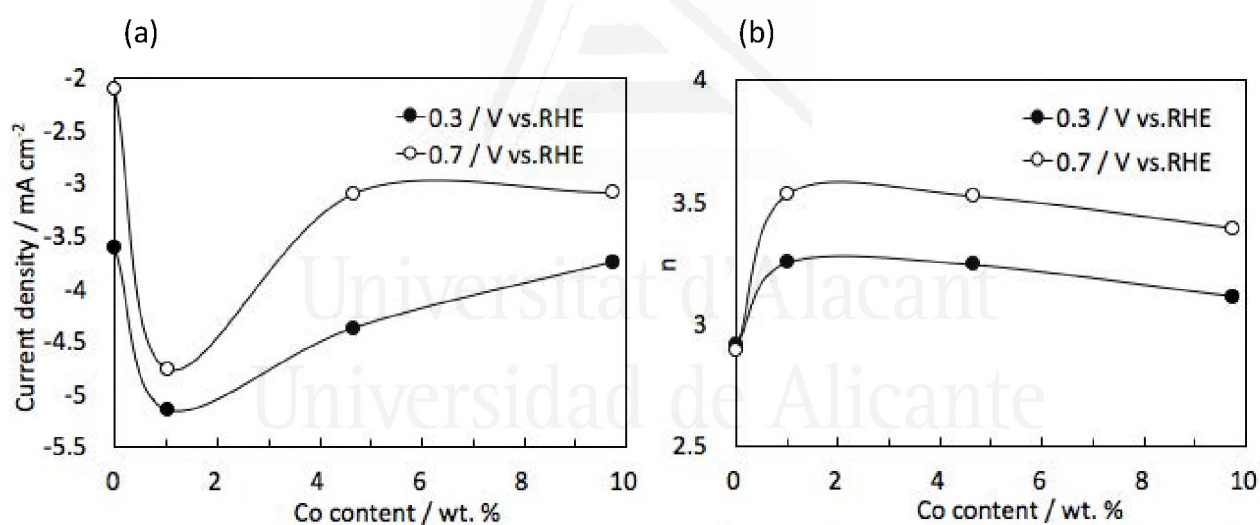 (a)
-2
-2.5
-3
-3.5
-4
-4.5
-5
-5.5
Current density / mA cm⁻²
0.3 / V vs.RHE
0.7 / V vs.RHE
0 2 4 6 8 10
Co content / wt. %
(b)
4
3.5
3
2.5
n
0.3 / V vs.RHE
0.7 / V vs.RHE
0 2 4 6 8 10
Co content / wt. %
Universitat d'Alacant
Universidad de Alicante